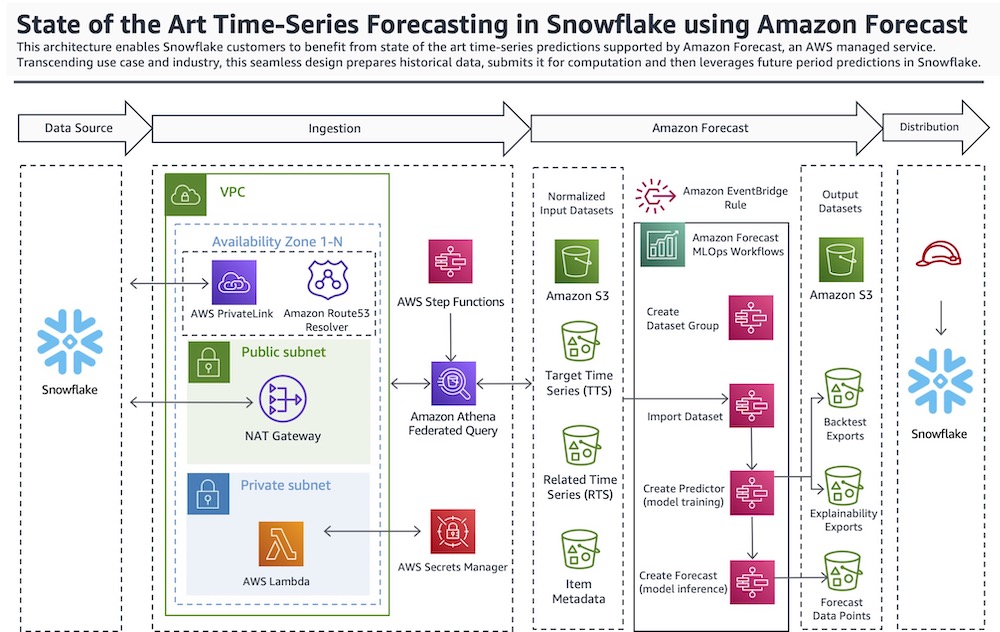 State of the Art Time-Series Forecasting in Snowflake using Amazon Forecast
This architecture enables Snowflake customers to benefit from state of the art time-series predictions supported by Amazon Forecast, an AWS managed service.
Transcending use case and industry, this seamless design prepares historical data, submits it for computation and then leverages future period predictions in Snowflake.
Data Source
Ingestion
Amazon Forecast
Distribution
Snowflake
VPC
Availability Zone 1-N
AWS PrivateLink
Amazon Route53
Resolver
Public subnet
NAT Gateway
Private subnet
AWS Lambda
AWS Step Functions
Amazon Athena
Federated Query
AWS Secrets Manager
Normalized
Input Datasets
Amazon S3
Target Time
Series (TTS)
Related Time
Series (RTS)
Item
Metadata
Amazon EventBridge
Rule
Amazon Forecast
MLOps Workflows
Create
Dataset Group
Import Dataset
Create Predictor
(model training)
Create Forecast
(model inference)
Output
Datasets
Amazon S3
Backtest
Exports
Explainability
Exports
Forecast
Data Points
Snowflake